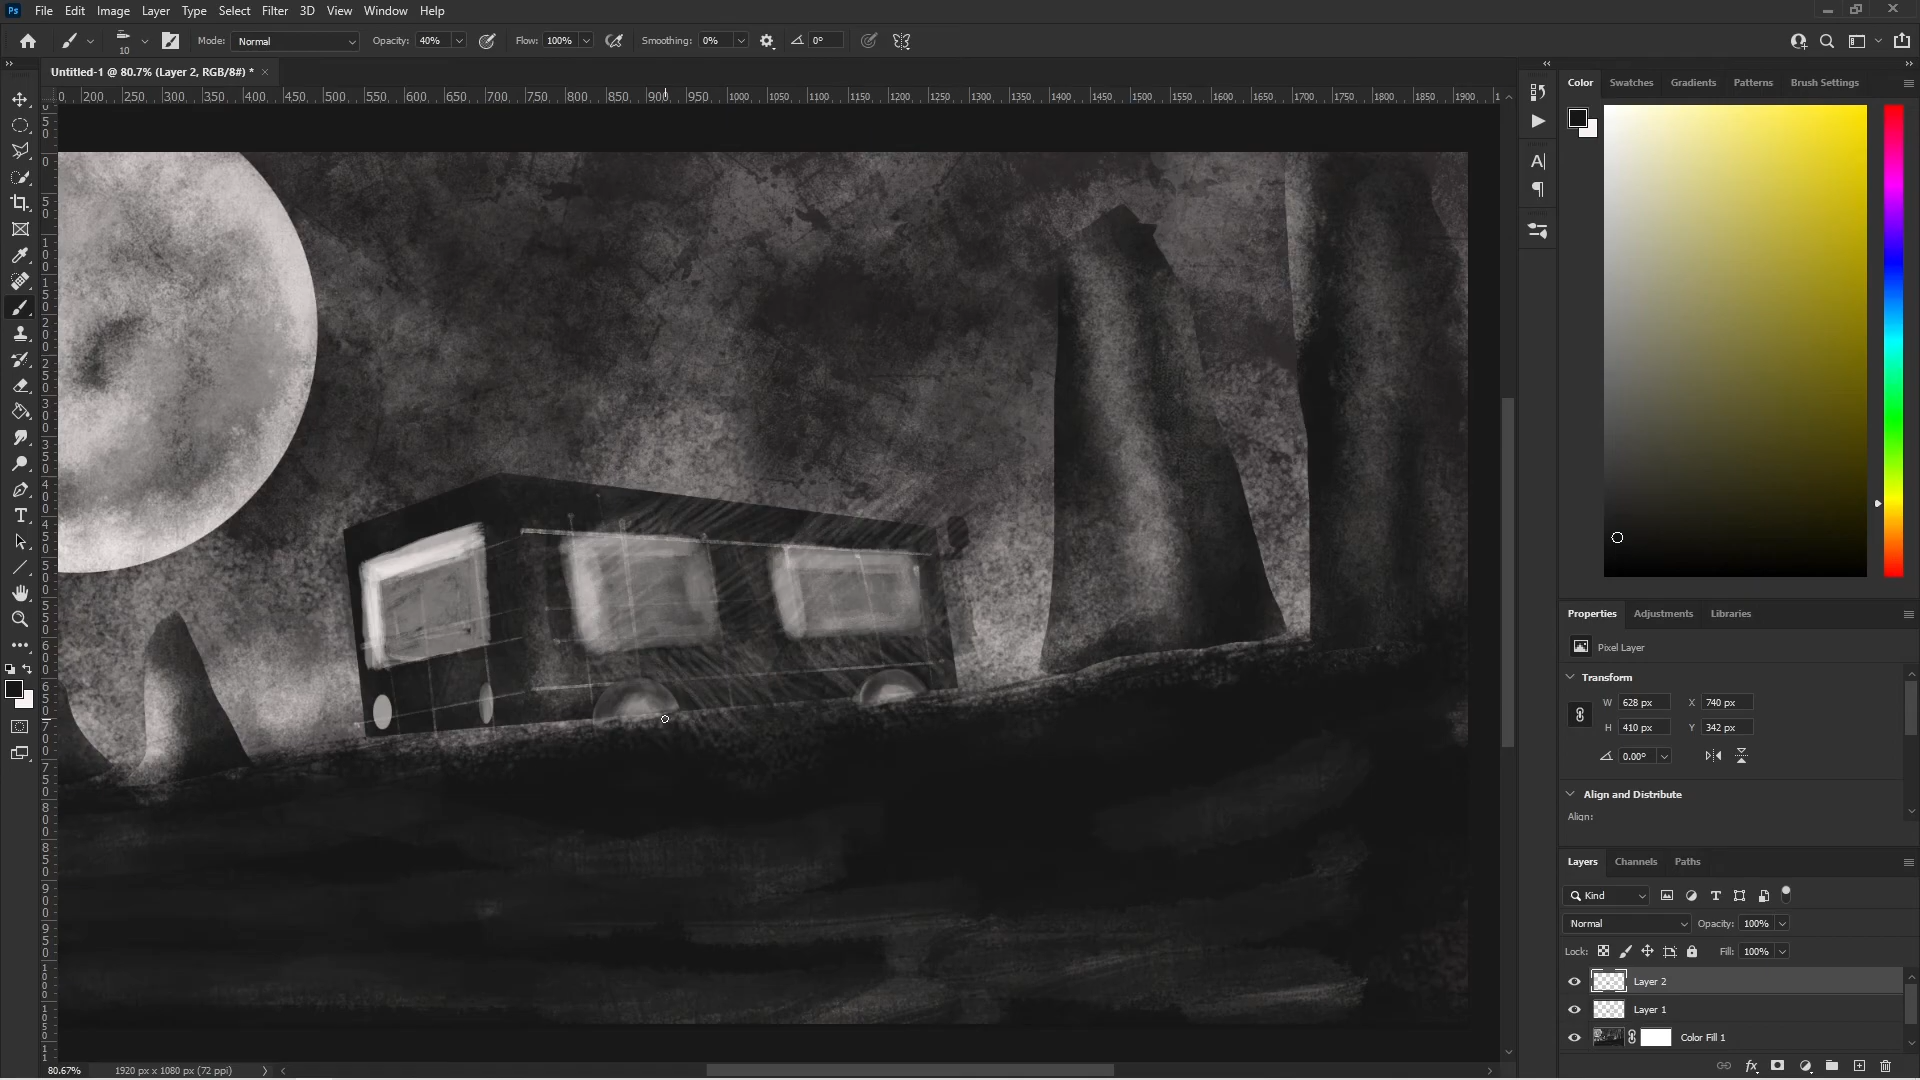 Ps File Edit Image Layer Type Select Filter 3D View Window Help
10 Mode: Normal Opacity: 40% Flow: 100% Smoothing: 0% 0°
Untitled-1 @ 80.7% (Layer 2, RGB/8#) * ×
0 200 250 300 350 400 450 500 550 600 650 700 750 800 850 900 950 1000 1050 1100 1150 1200 1250 1300 1350 1400 1450 1500 1550 1600 1650 1700 1750 1800 1850 1900
Color Swatches Gradients Patterns Brush Settings
Properties Adjustments Libraries
Pixel Layer
Transform
W 628 px X 740 px
H 410 px Y 342 px
0.00°
Align and Distribute
Align:
Layers Channels Paths
Kind
Normal Opacity: 100%
Lock: Fill: 100%
Layer 2
Layer 1
Color Fill 1
fx
80.67% 1920 px x 1080 px (72 ppi)